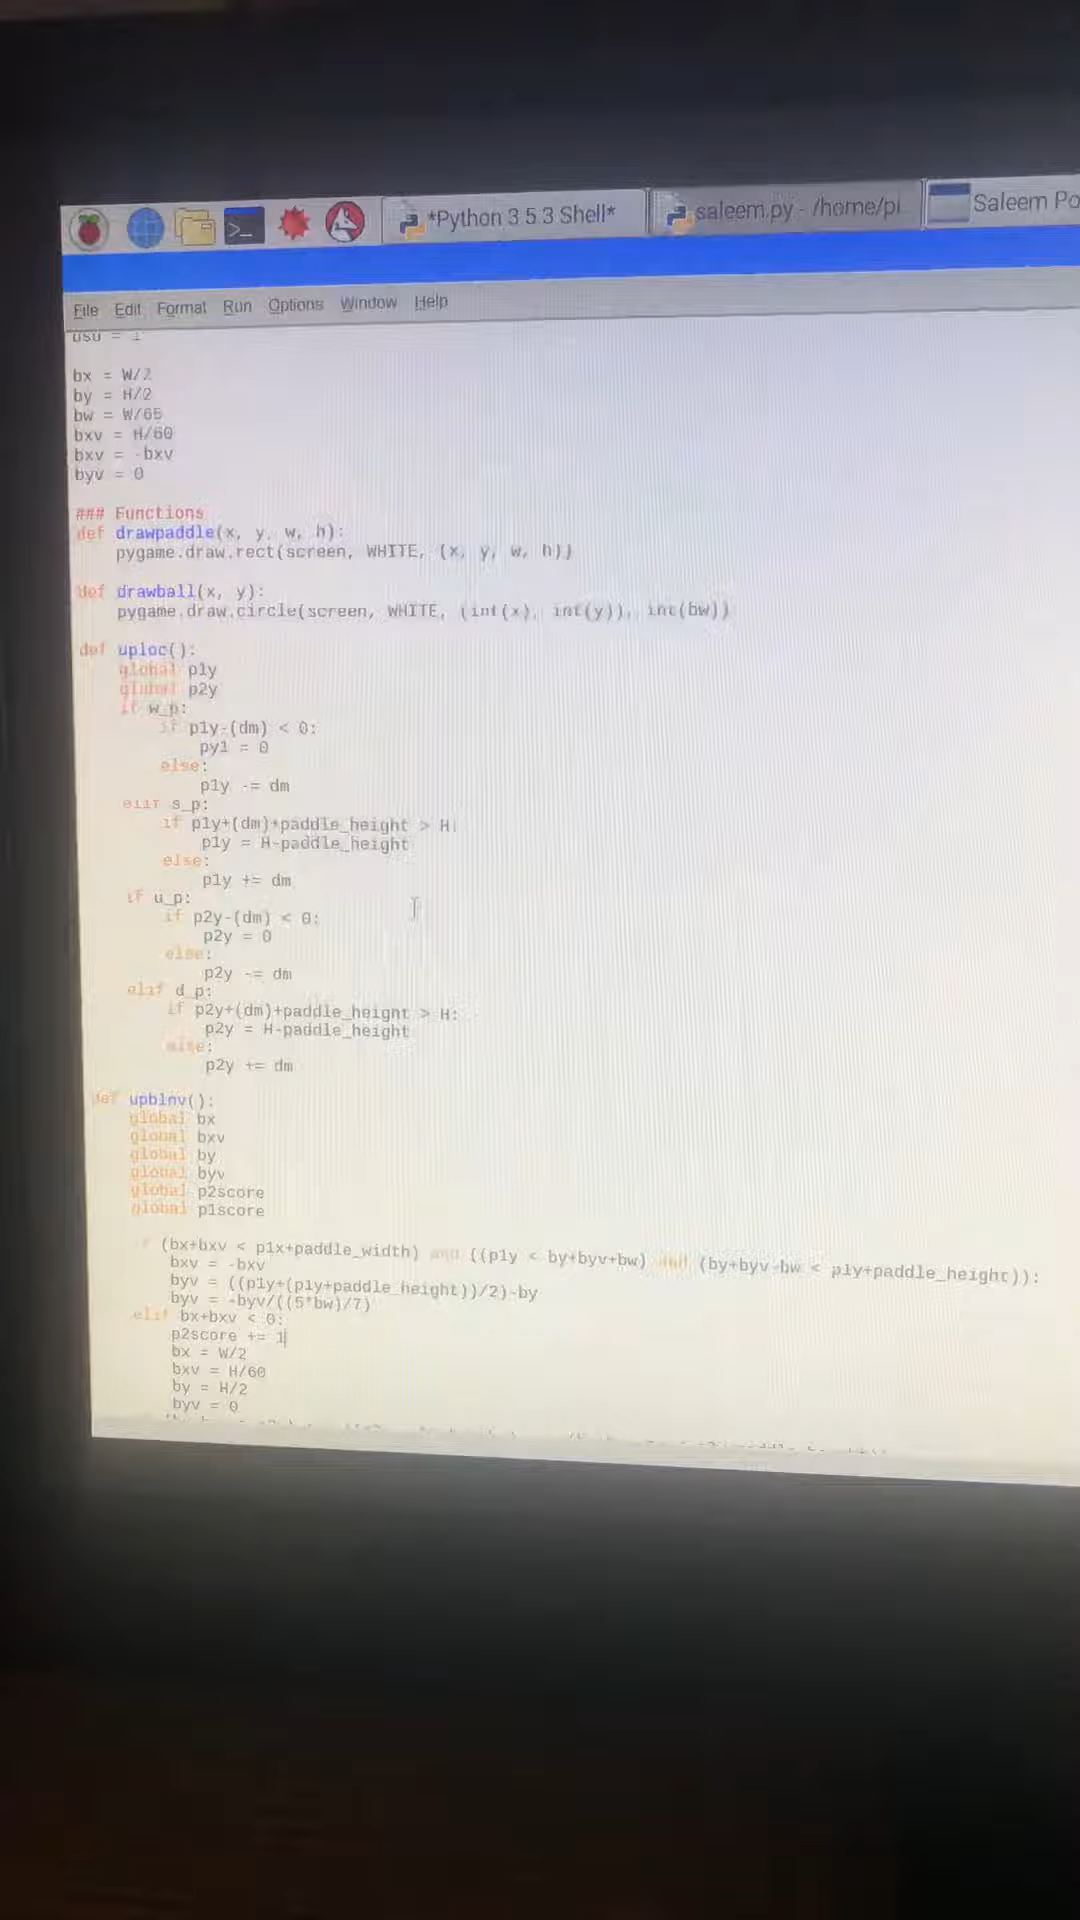 *Python 3.5.3 Shell*
saleem.py - /home/pi
Saleem Po
File Edit Format Run Options Window Help
bx = W/2
by = H/2
bw = W/65
bxv = H/60
bxv = -bxv
byv = 0
### Functions
def drawpaddle(x, y, w, h):
pygame.draw.rect(screen, WHITE, (x, y, w, h))
def drawball(x, y):
pygame.draw.circle(screen, WHITE, (int(x), int(y)), int(bw))
def uploc():
global p1y
global p2y
if w_p:
if p1y-(dm) < 0:
py1 = 0
else:
p1y -= dm
elif s_p:
if p1y+(dm)+paddle_height > H:
p1y = H-paddle_height
else:
p1y += dm
if u_p:
if p2y-(dm) < 0:
p2y = 0
else:
p2y -= dm
elif d_p:
if p2y+(dm)+paddle_height > H:
p2y = H-paddle_height
else:
p2y += dm
def upblnv():
global bx
global bxv
global by
global byv
global p2score
global p1score
if (bx+bxv < p1x+paddle_width) and ((p1y < by+byv+bw) and (by+byv-bw < p1y+paddle_height)):
bxv = -bxv
byv = ((p1y+(p1y+paddle_height))/2)-by
byv = -byv/((5*bw)/7)
elif bx+bxv < 0:
p2score += 1
bx = W/2
bxv = H/60
by = H/2
byv = 0